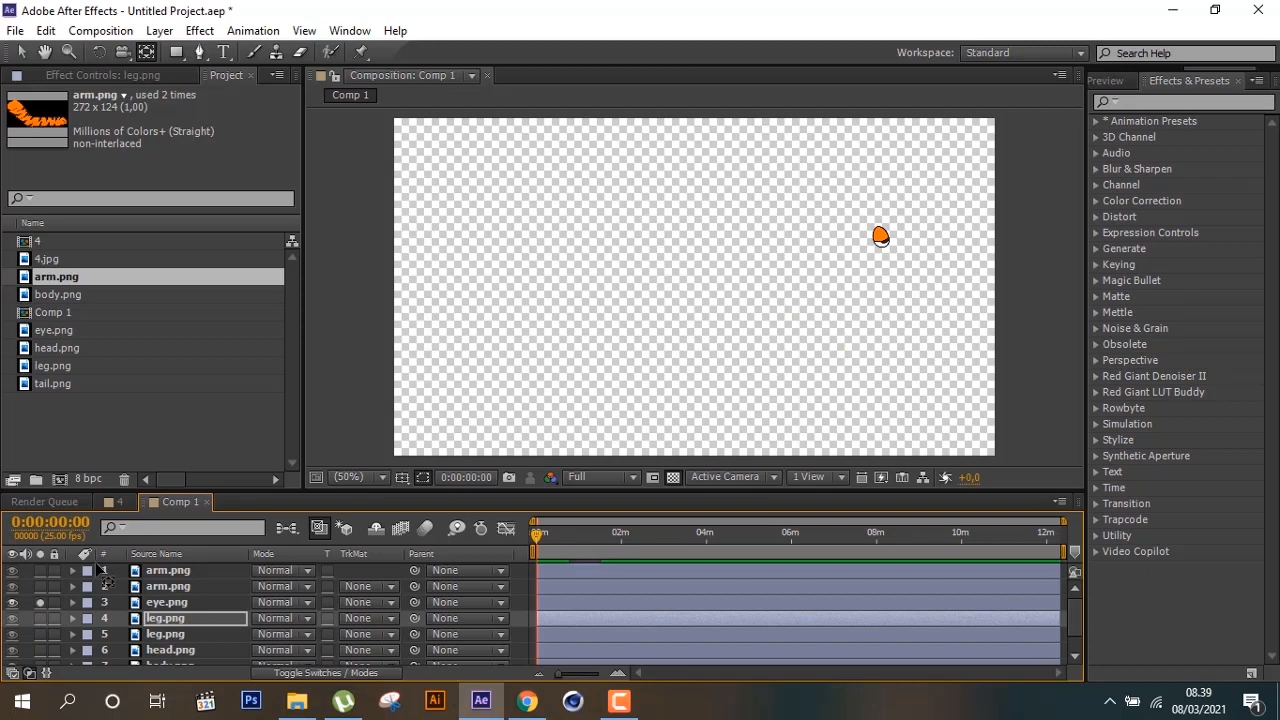 Adobe After Effects - Untitled Project.aep *
File Edit Composition Layer Effect Animation View Window Help
Workspace: Standard Search Help
Effect Controls: leg.png Project Composition: Comp 1 Preview Effects & Presets
arm.png , used 2 times
272 x 124 (1,00)
Millions of Colors+ (Straight)
non-interlaced
Comp 1
Name
4
4.jpg
arm.png
body.png
Comp 1
eye.png
head.png
leg.png
tail.png
8 bpc
(50%) 0:00:00:00 Full Active Camera 1 View +0,0
* Animation Presets
3D Channel
Audio
Blur & Sharpen
Channel
Color Correction
Distort
Expression Controls
Generate
Keying
Magic Bullet
Matte
Mettle
Noise & Grain
Obsolete
Perspective
Red Giant Denoiser II
Red Giant LUT Buddy
Rowbyte
Simulation
Stylize
Synthetic Aperture
Text
Time
Transition
Trapcode
Utility
Video Copilot
Render Queue 4 Comp 1
0:00:00:00
00000 (25.00 fps)
02m 04m 06m 08m 10m 12m
# Source Name Mode T TrkMat Parent
1 arm.png Normal None
2 arm.png Normal None None
3 eye.png Normal None None
4 leg.png Normal None None
5 leg.png Normal None None
6 head.png Normal None None
Toggle Switches / Modes
Ps Ai Ae
08.39
08/03/2021
1